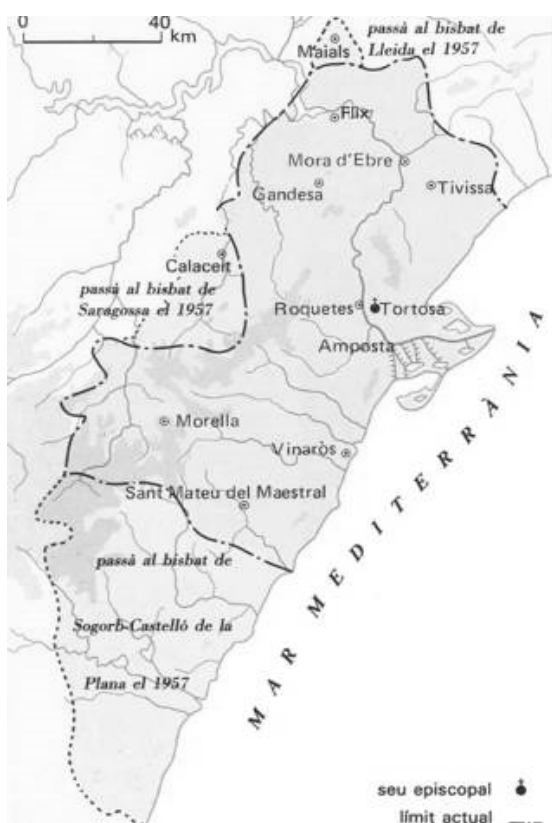 0 40
km
passà al bisbat de
Lleida el 1957
Maials
Flix
Mora d'Ebre
Gandesa
Tivissa
Calaceit
passà al bisbat de
Saragossa el 1957
Roquetes
Tortosa
Amposta
Morella
Vinaròs
Sant Mateu del Maestral
passà al bisbat de
Sogorb-Castelló de la
Plana el 1957
MAR MEDITERRÀNIA
seu episcopal
límit actual